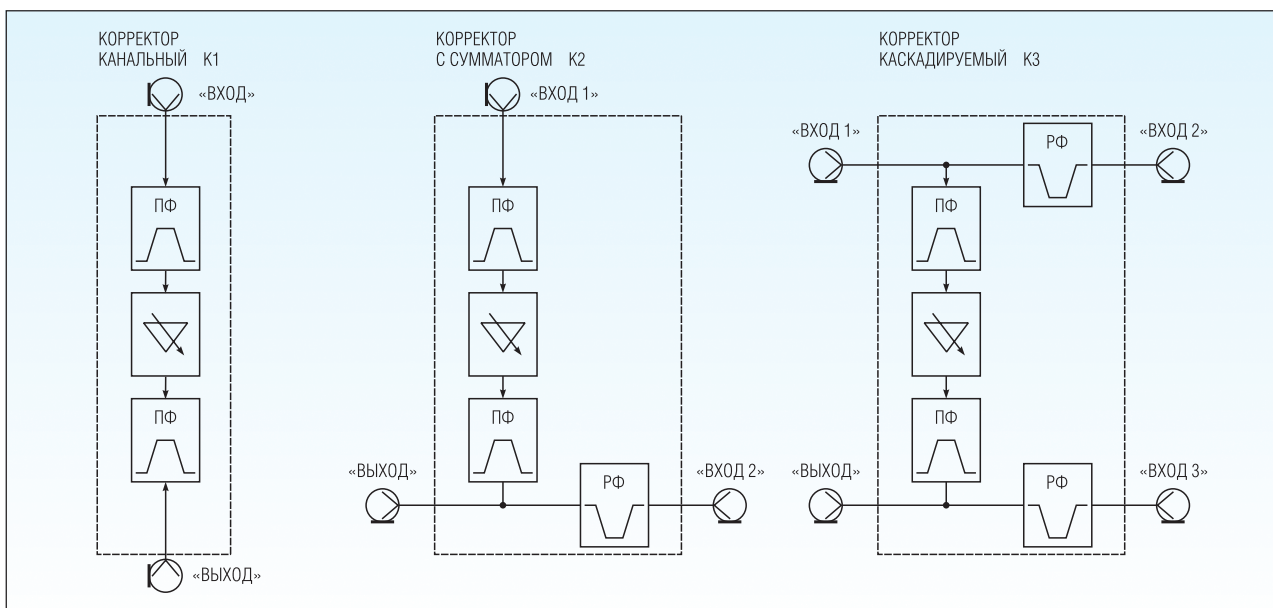 КОРРЕКТОР
КАНАЛЬНЫЙ К1
«ВХОД»
ПФ
ПФ
«ВЫХОД»
КОРРЕКТОР
С СУММАТОРОМ К2
«ВХОД 1»
ПФ
ПФ
«ВЫХОД»
РФ
«ВХОД 2»
КОРРЕКТОР
КАСКАДИРУЕМЫЙ К3
«ВХОД 1»
РФ
«ВХОД 2»
ПФ
ПФ
«ВЫХОД»
РФ
«ВХОД 3»